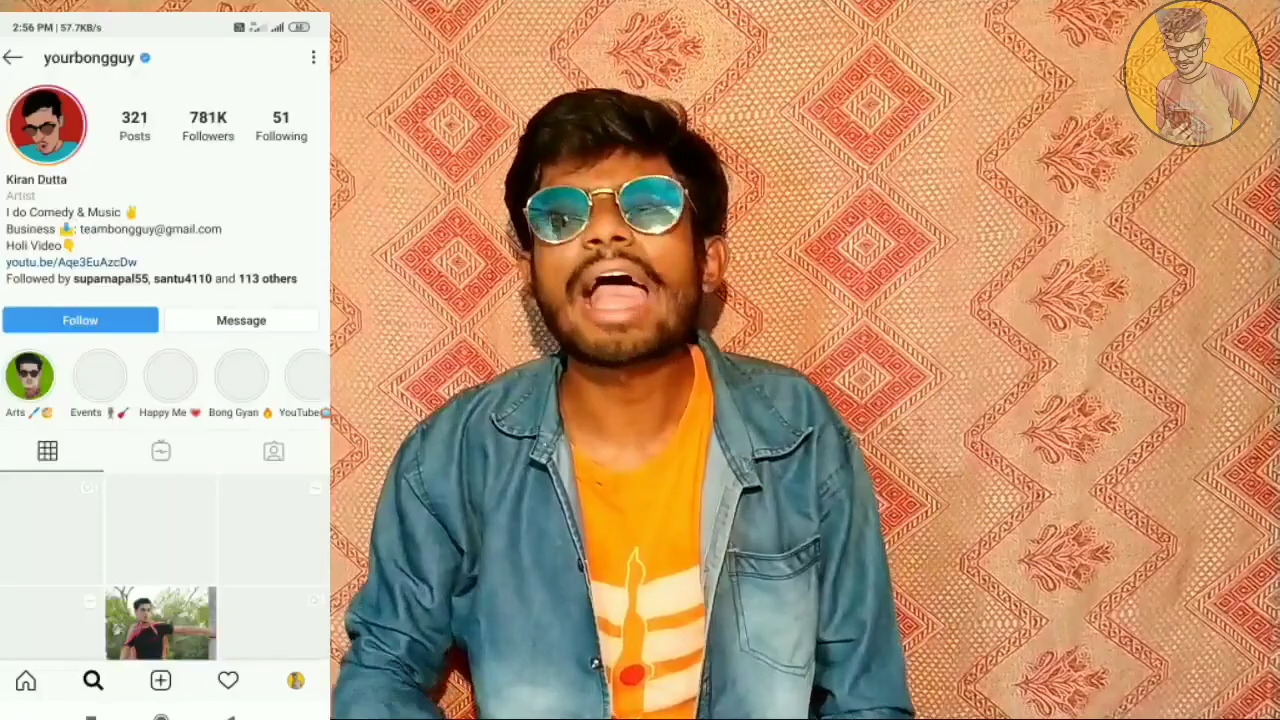 2:56 PM | 57.7KB/s
yourbongguy
321 781K 51
Posts Followers Following
Kiran Dutta
Artist
I do Comedy & Music ✌
Business 📥: teambongguy@gmail.com
Holi Video👇
youtu.be/Aqe3EuAzcDw
Followed by supamapal55, santu4110 and 113 others
Follow Message
Arts Events Happy Me Bong Gyan YouTube